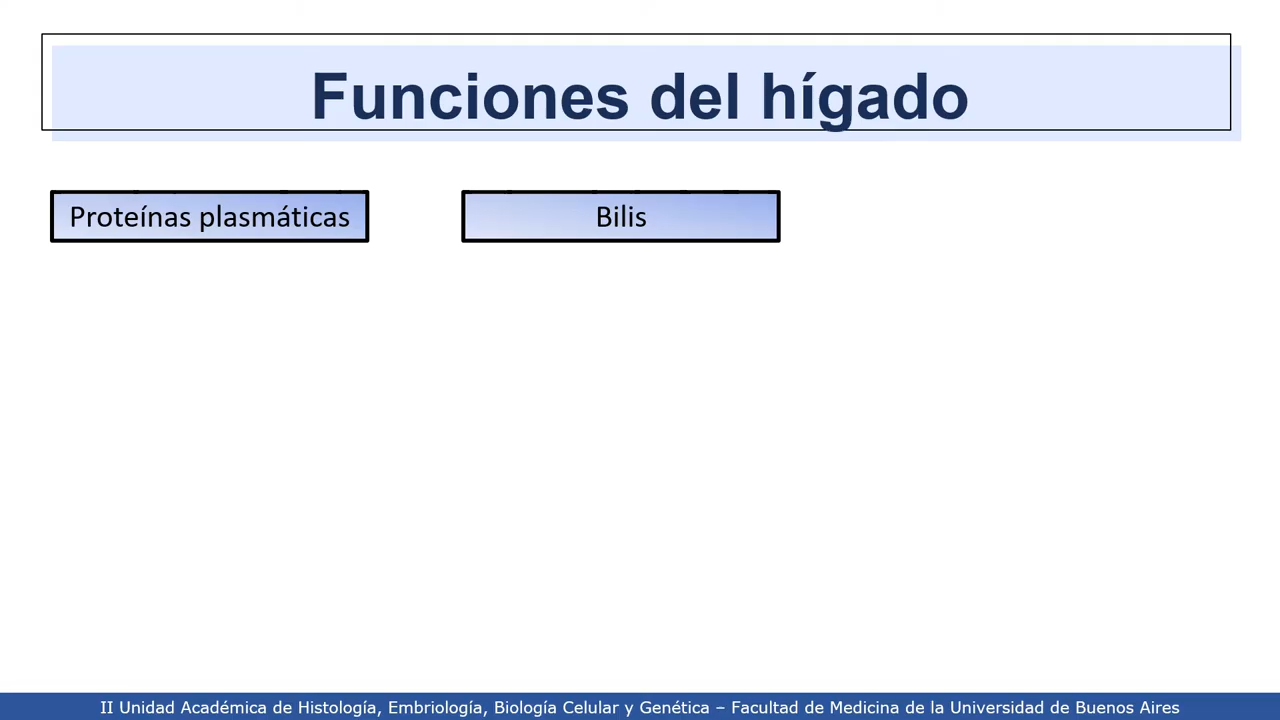 Funciones del hígado
Proteínas plasmáticas
Bilis
II Unidad Académica de Histología, Embriología, Biología Celular y Genética – Facultad de Medicina de la Universidad de Buenos Aires